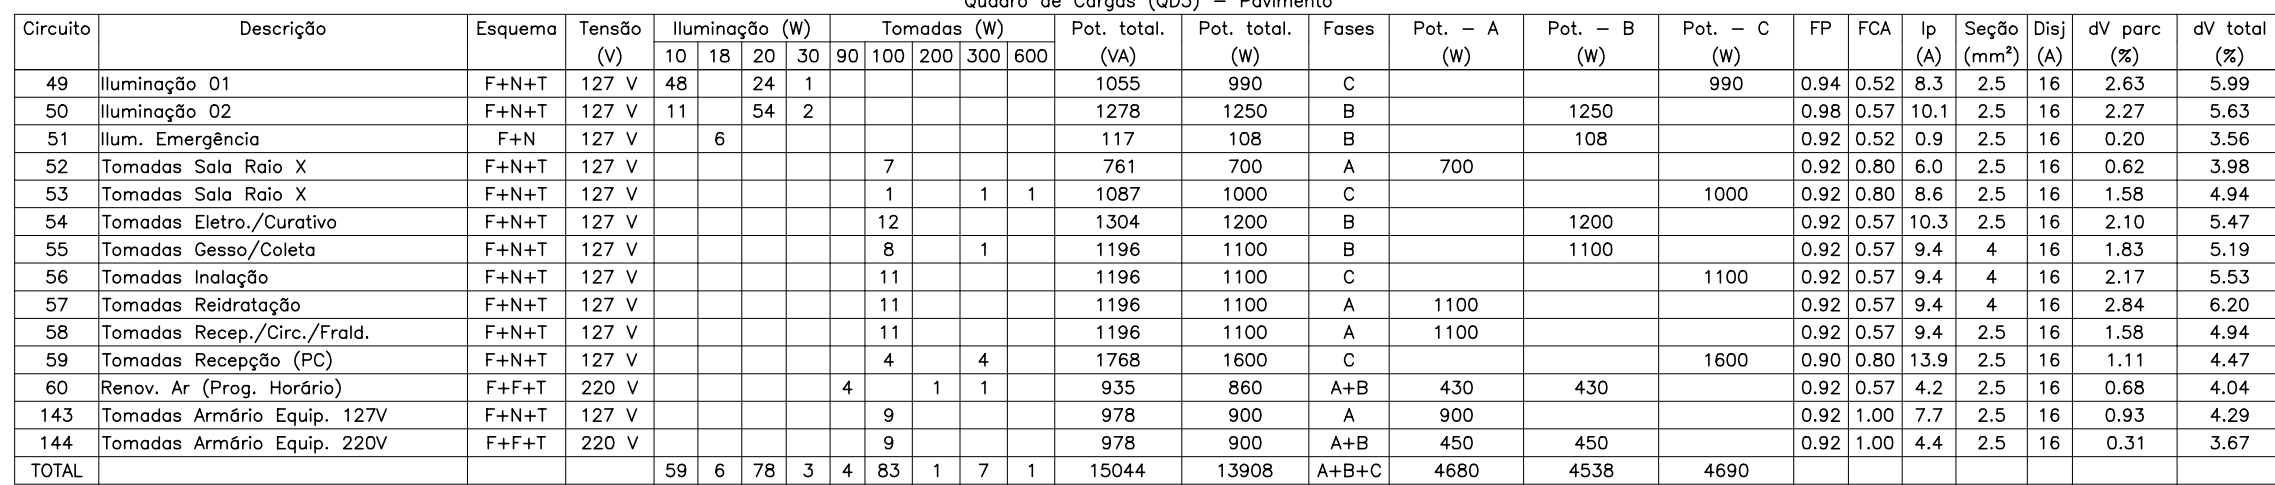 Quadro de Cargas (QD3) – Pavimento
Circuito Descrição Esquema Tensão Iluminação (W) Tomadas (W) Pot. total. Pot. total. Fases Pot. – A Pot. – B Pot. – C FP FCA Ip Seção Disj dV parc dV total
(V) 10 18 20 30 90 100 200 300 600 (VA) (W) (W) (W) (W) (A) (mm²) (A) (%) (%)
49 Iluminação 01 F+N+T 127 V 48 24 1 1055 990 C 990 0.94 0.52 8.3 2.5 16 2.63 5.99
50 Iluminação 02 F+N+T 127 V 11 54 2 1278 1250 B 1250 0.98 0.57 10.1 2.5 16 2.27 5.63
51 Ilum. Emergência F+N 127 V 6 117 108 B 108 0.92 0.52 0.9 2.5 16 0.20 3.56
52 Tomadas Sala Raio X F+N+T 127 V 7 761 700 A 700 0.92 0.80 6.0 2.5 16 0.62 3.98
53 Tomadas Sala Raio X F+N+T 127 V 1 1 1 1087 1000 C 1000 0.92 0.80 8.6 2.5 16 1.58 4.94
54 Tomadas Eletro./Curativo F+N+T 127 V 12 1304 1200 B 1200 0.92 0.57 10.3 2.5 16 2.10 5.47
55 Tomadas Gesso/Coleta F+N+T 127 V 8 1 1196 1100 B 1100 0.92 0.57 9.4 4 16 1.83 5.19
56 Tomadas Inalação F+N+T 127 V 11 1196 1100 C 1100 0.92 0.57 9.4 4 16 2.17 5.53
57 Tomadas Reidratação F+N+T 127 V 11 1196 1100 A 1100 0.92 0.57 9.4 4 16 2.84 6.20
58 Tomadas Recep./Circ./Frald. F+N+T 127 V 11 1196 1100 A 1100 0.92 0.57 9.4 2.5 16 1.58 4.94
59 Tomadas Recepção (PC) F+N+T 127 V 4 4 1768 1600 C 1600 0.90 0.80 13.9 2.5 16 1.11 4.47
60 Renov. Ar (Prog. Horário) F+F+T 220 V 4 1 1 935 860 A+B 430 430 0.92 0.57 4.2 2.5 16 0.68 4.04
143 Tomadas Armário Equip. 127V F+N+T 127 V 9 978 900 A 900 0.92 1.00 7.7 2.5 16 0.93 4.29
144 Tomadas Armário Equip. 220V F+F+T 220 V 9 978 900 A+B 450 450 0.92 1.00 4.4 2.5 16 0.31 3.67
TOTAL 59 6 78 3 4 83 1 7 1 15044 13908 A+B+C 4680 4538 4690